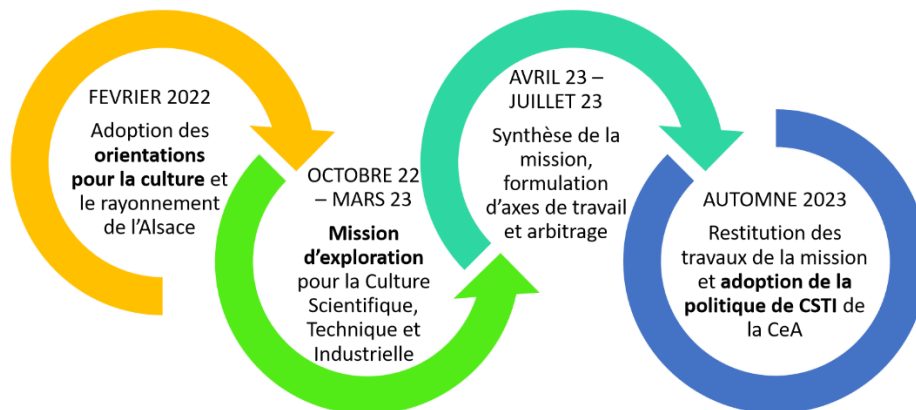 FEVRIER 2022
Adoption des
orientations
pour la culture et
le rayonnement
de l’Alsace
OCTOBRE 22
– MARS 23
Mission
d’exploration
pour la Culture
Scientifique,
Technique et
Industrielle
AVRIL 23 –
JUILLET 23
Synthèse de la
mission,
formulation
d’axes de travail
et arbitrage
AUTOMNE 2023
Restitution des
travaux de la mission
et adoption de la
politique de CSTI de
la CeA